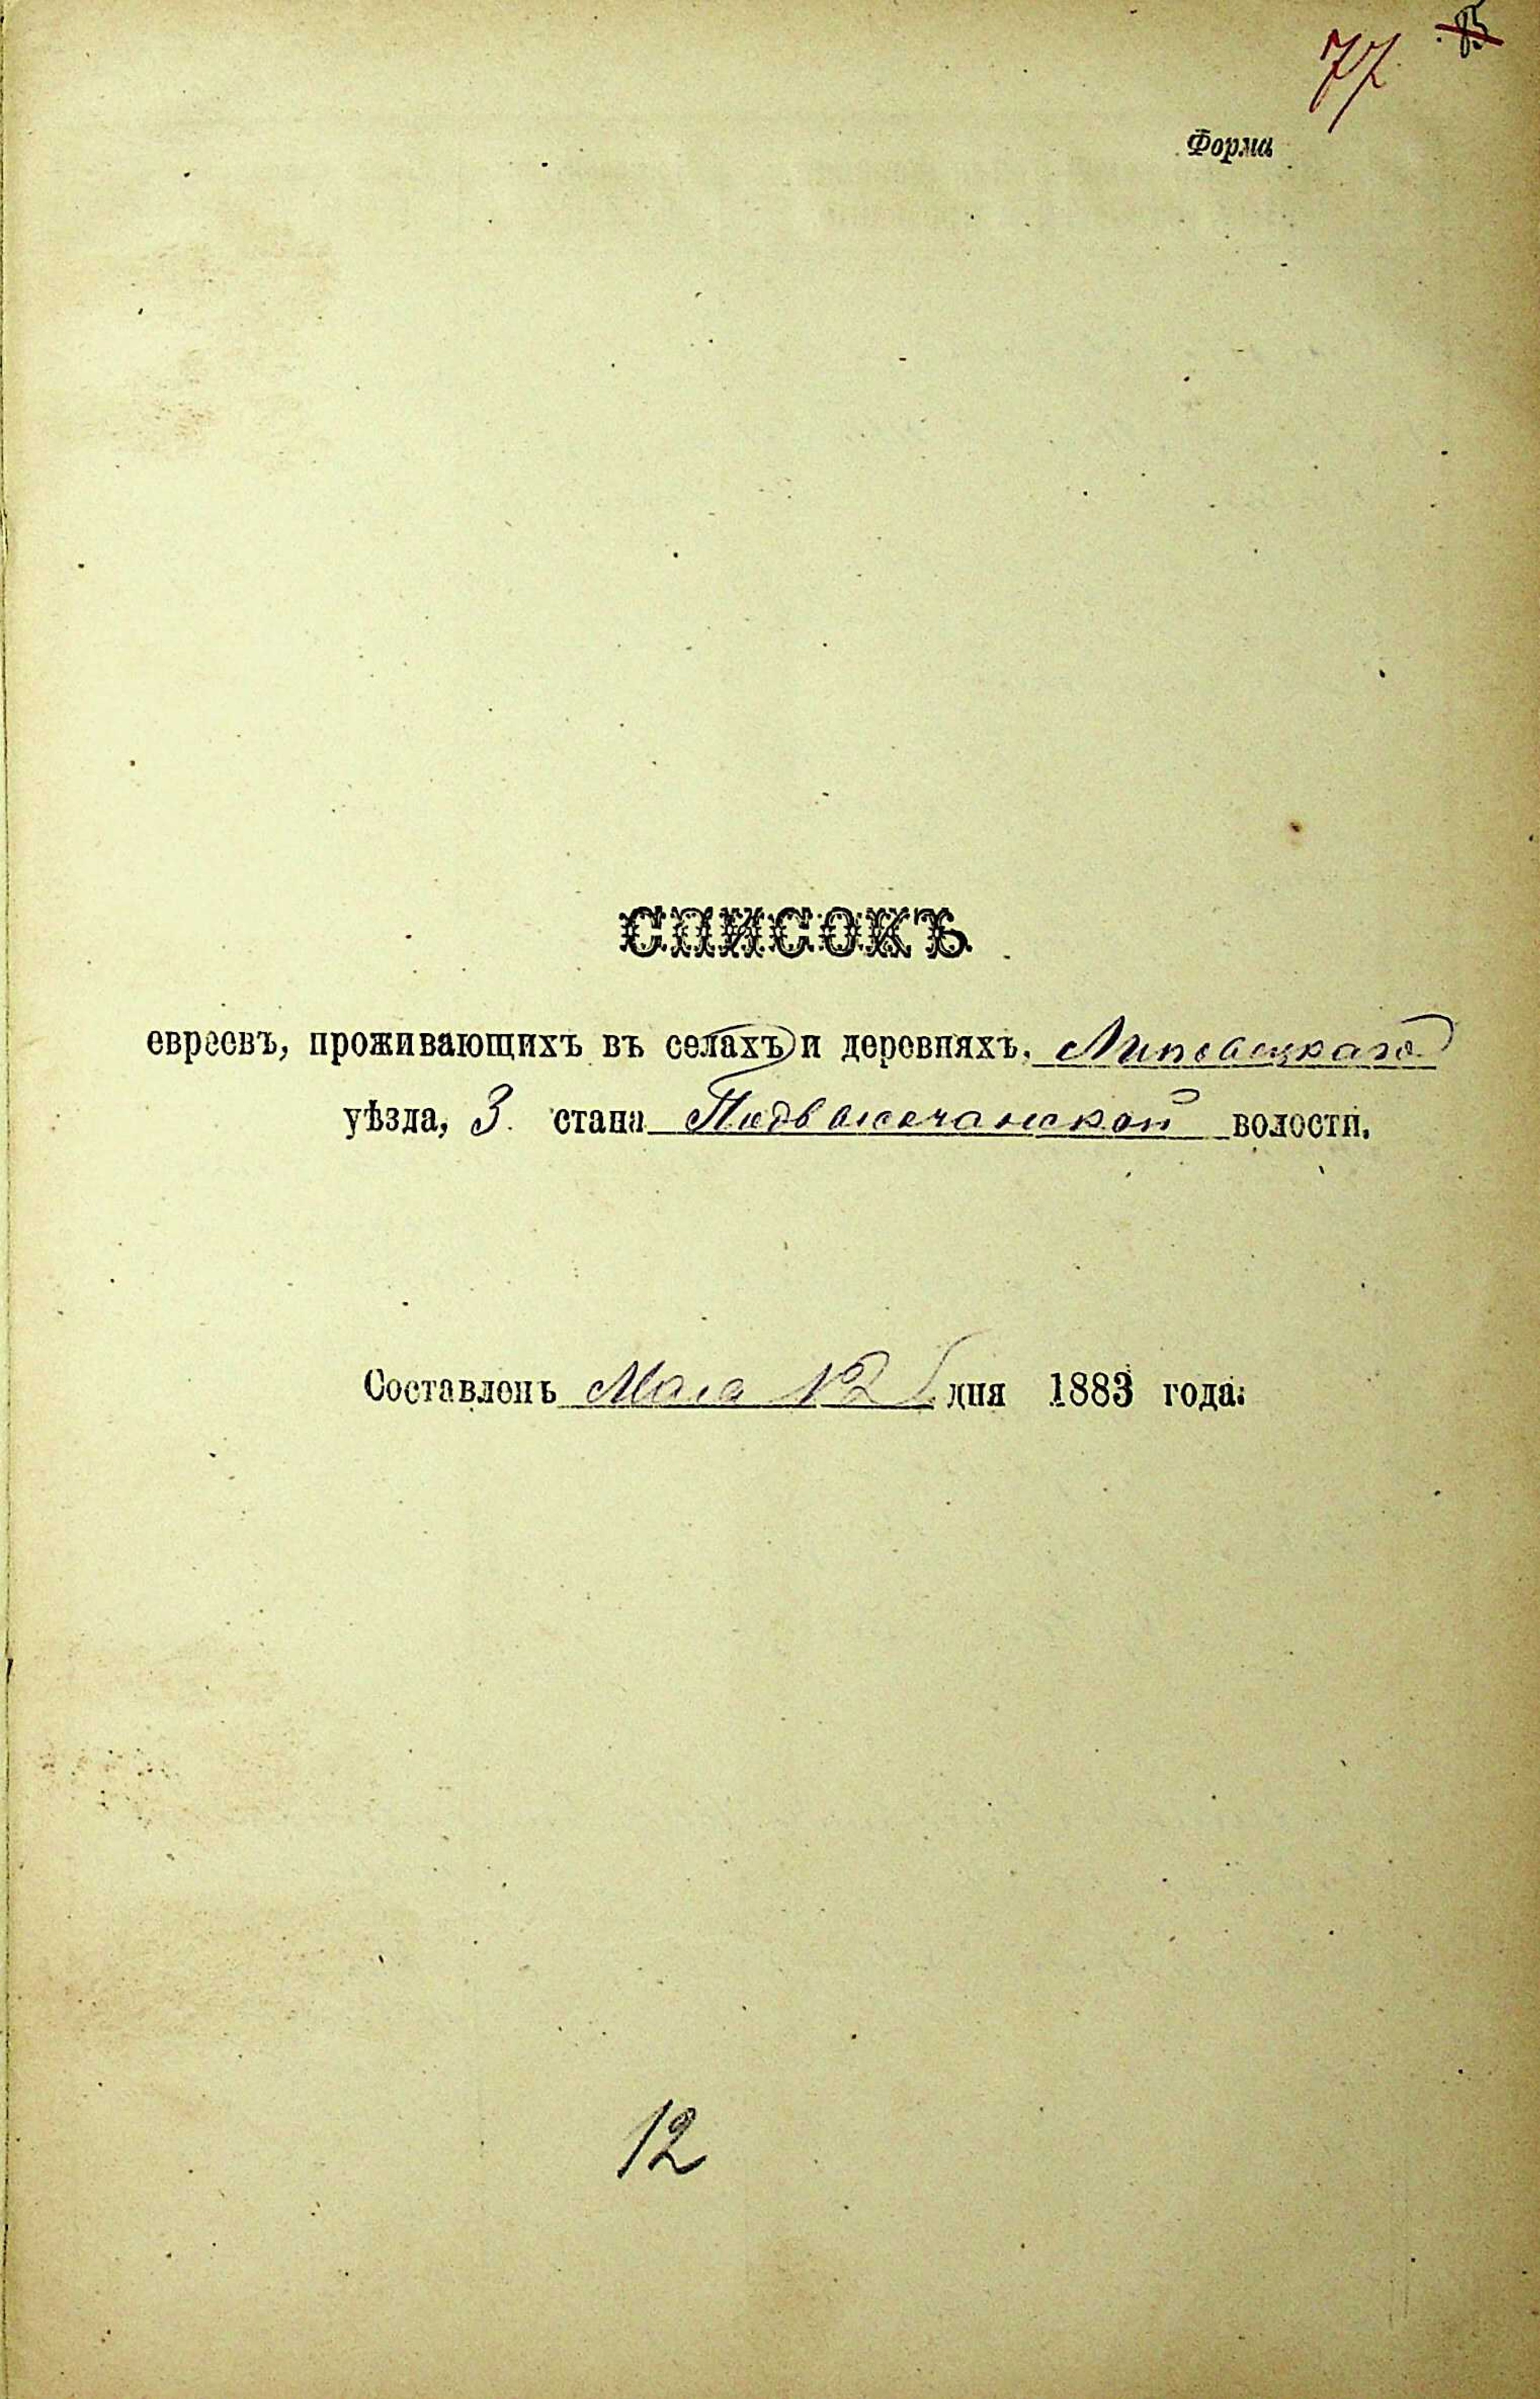 77
Форма
СПИСОКЪ
евреевъ, проживающихъ въ селахъ и деревняхъ, Липовецкаго
уѣзда, 3. стана волости.
Составленъ Мая 12 дня 1883 года.
12